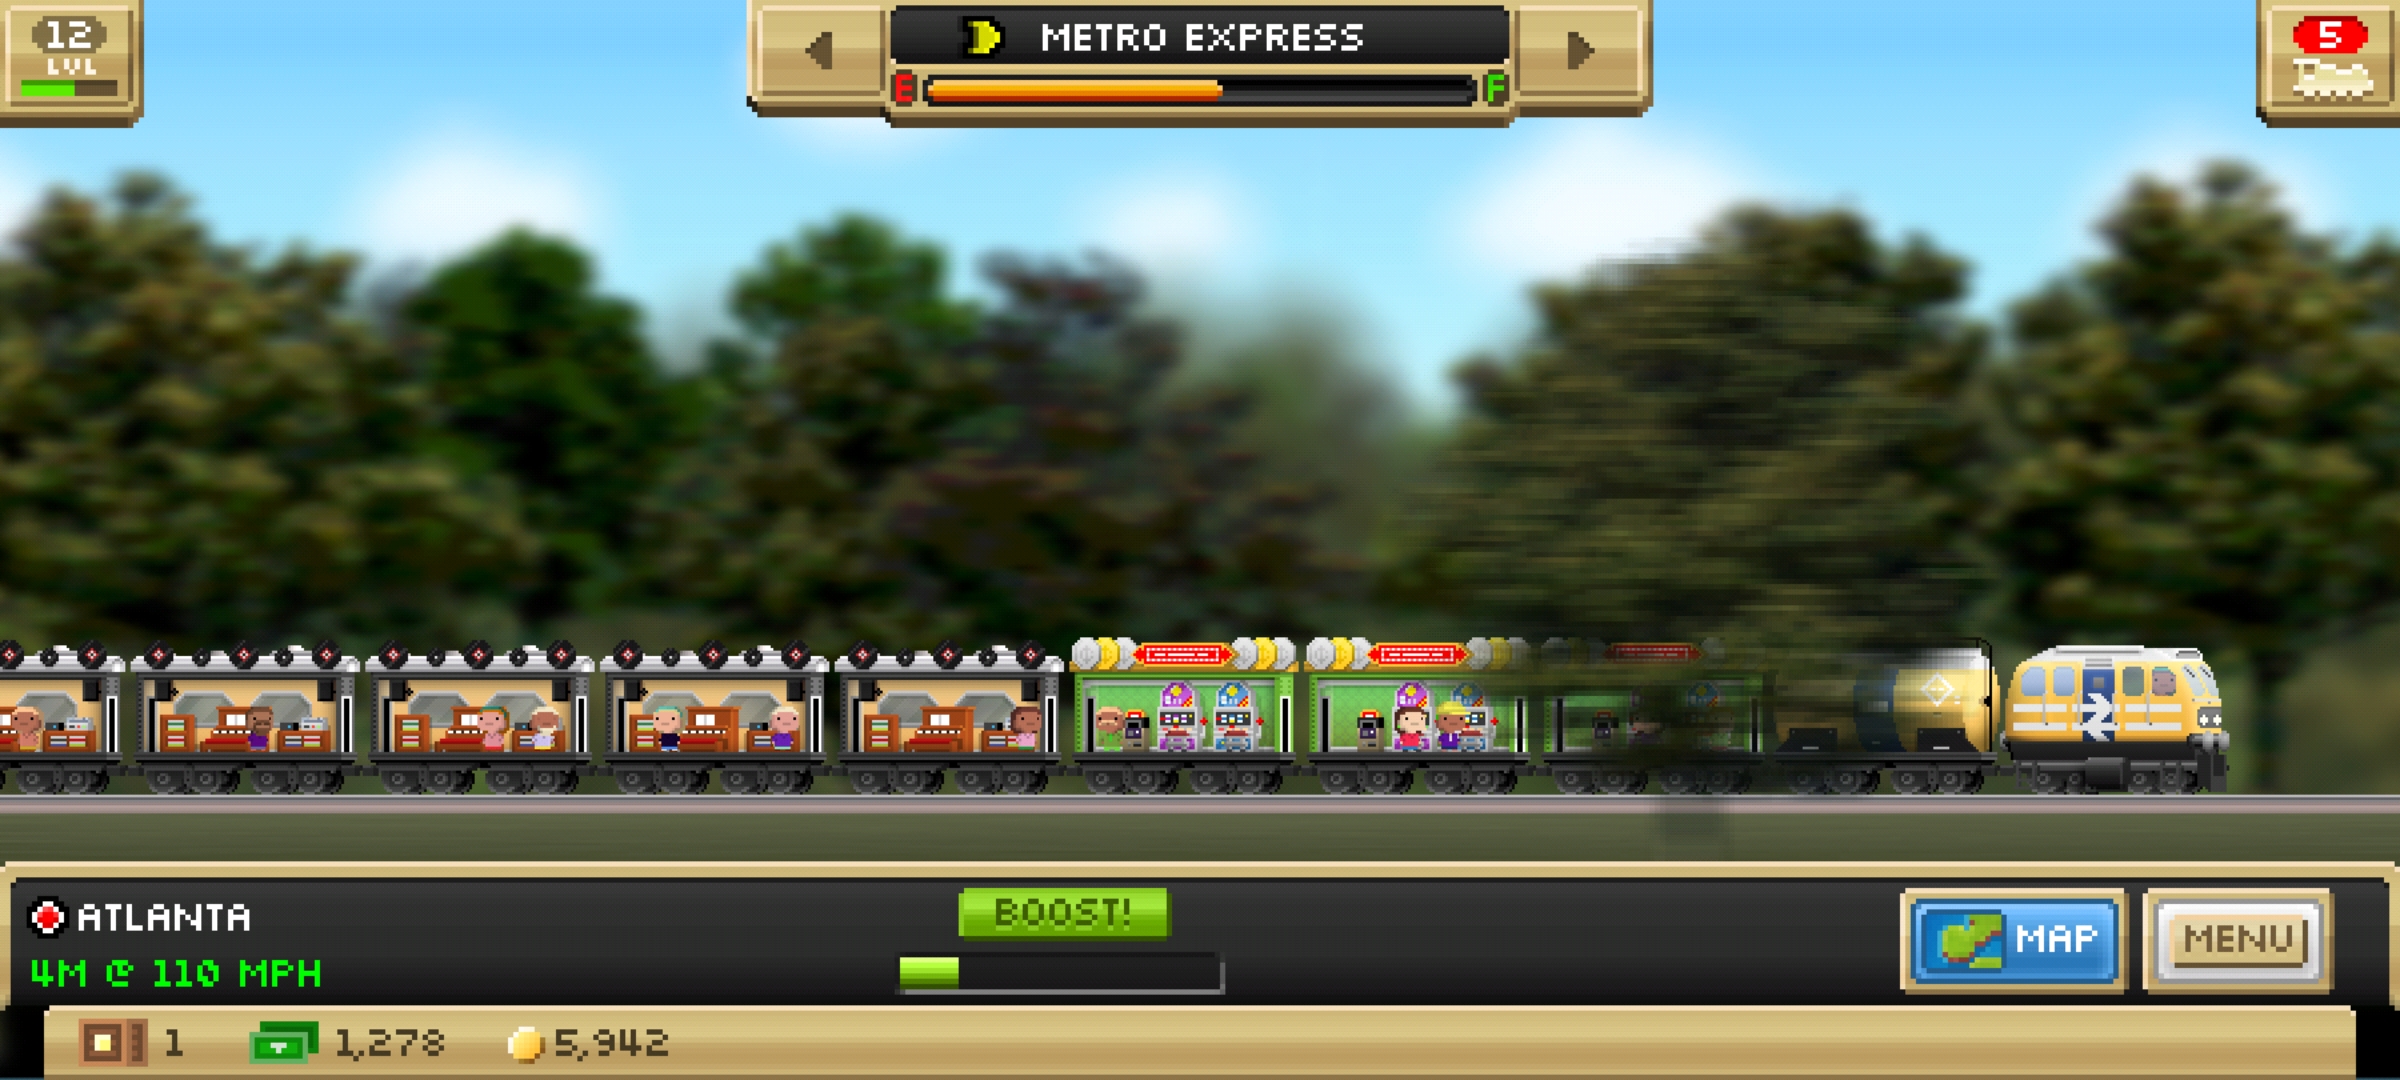 12
LVL
METRO EXPRESS
E F
5
ATLANTA
4M @ 110 MPH
BOOST!
MAP
MENU
1
1,278
5,942